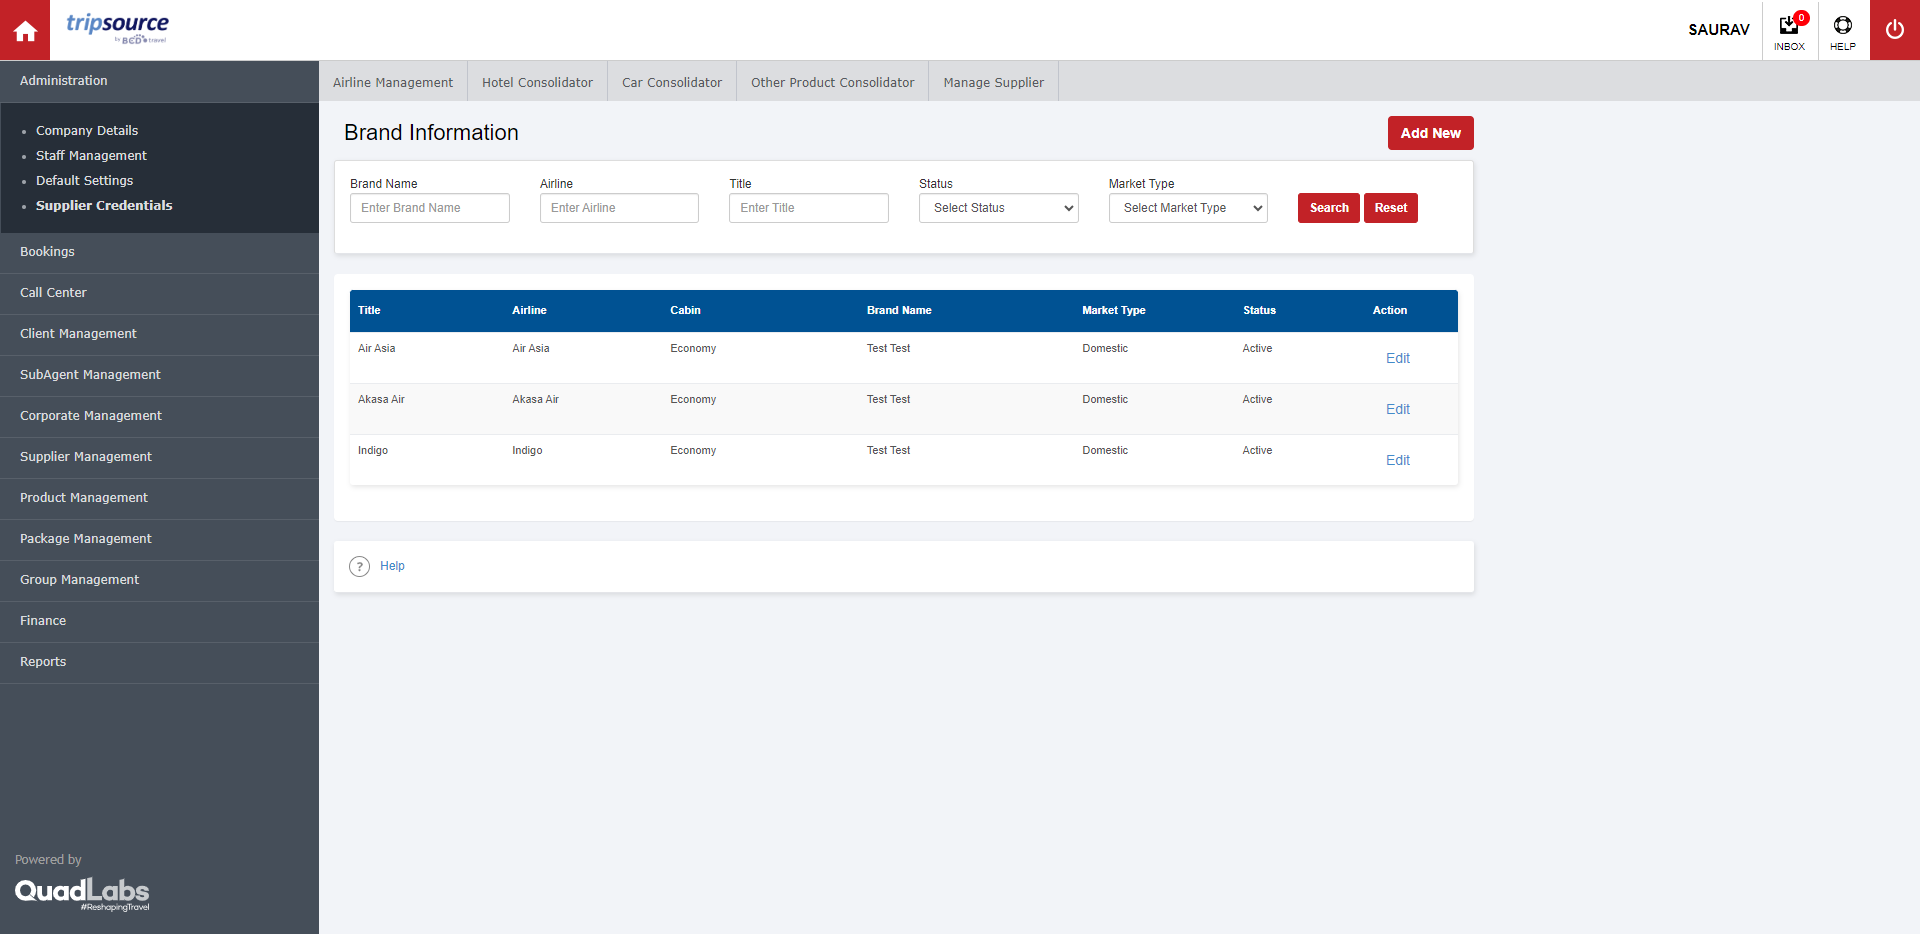 tripsource
by BCD travel
SAURAV
0
INBOX
HELP
Administration
Company Details
Staff Management
Default Settings
Supplier Credentials
Bookings
Call Center
Client Management
SubAgent Management
Corporate Management
Supplier Management
Product Management
Package Management
Group Management
Finance
Reports
Powered by
QuadLabs
#ReshapingTravel
Airline Management Hotel Consolidator Car Consolidator Other Product Consolidator Manage Supplier
Brand Information
Add New
Brand Name Airline Title Status Market Type
Enter Brand Name Enter Airline Enter Title Select Status Select Market Type Search Reset
Title Airline Cabin Brand Name Market Type Status Action
Air Asia Air Asia Economy Test Test Domestic Active Edit
Akasa Air Akasa Air Economy Test Test Domestic Active Edit
Indigo Indigo Economy Test Test Domestic Active Edit
? Help